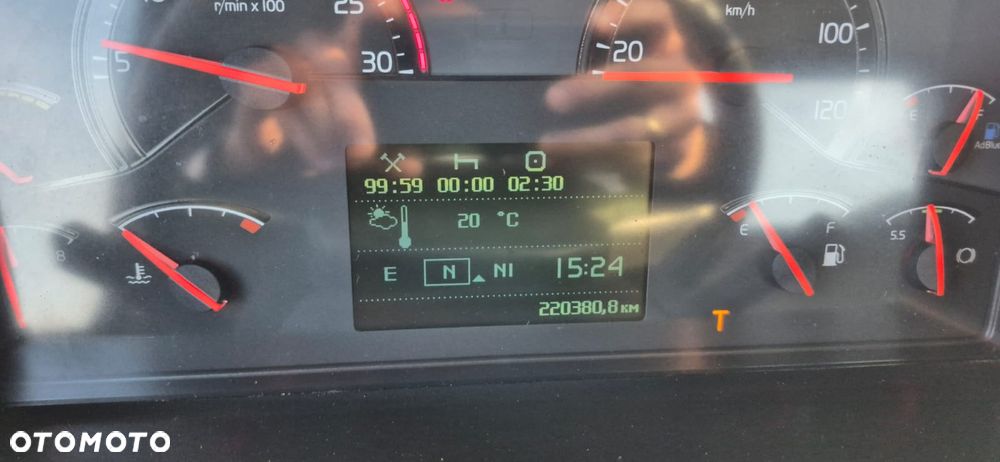 r/min x 100
25
30
5
km/h
20
100
120
E
F
AdBlue
99:59 00:00 02:30
20 °C
E N NI 15:24
220380,8 KM
8
E
F
5.5
T
OTOMOTO